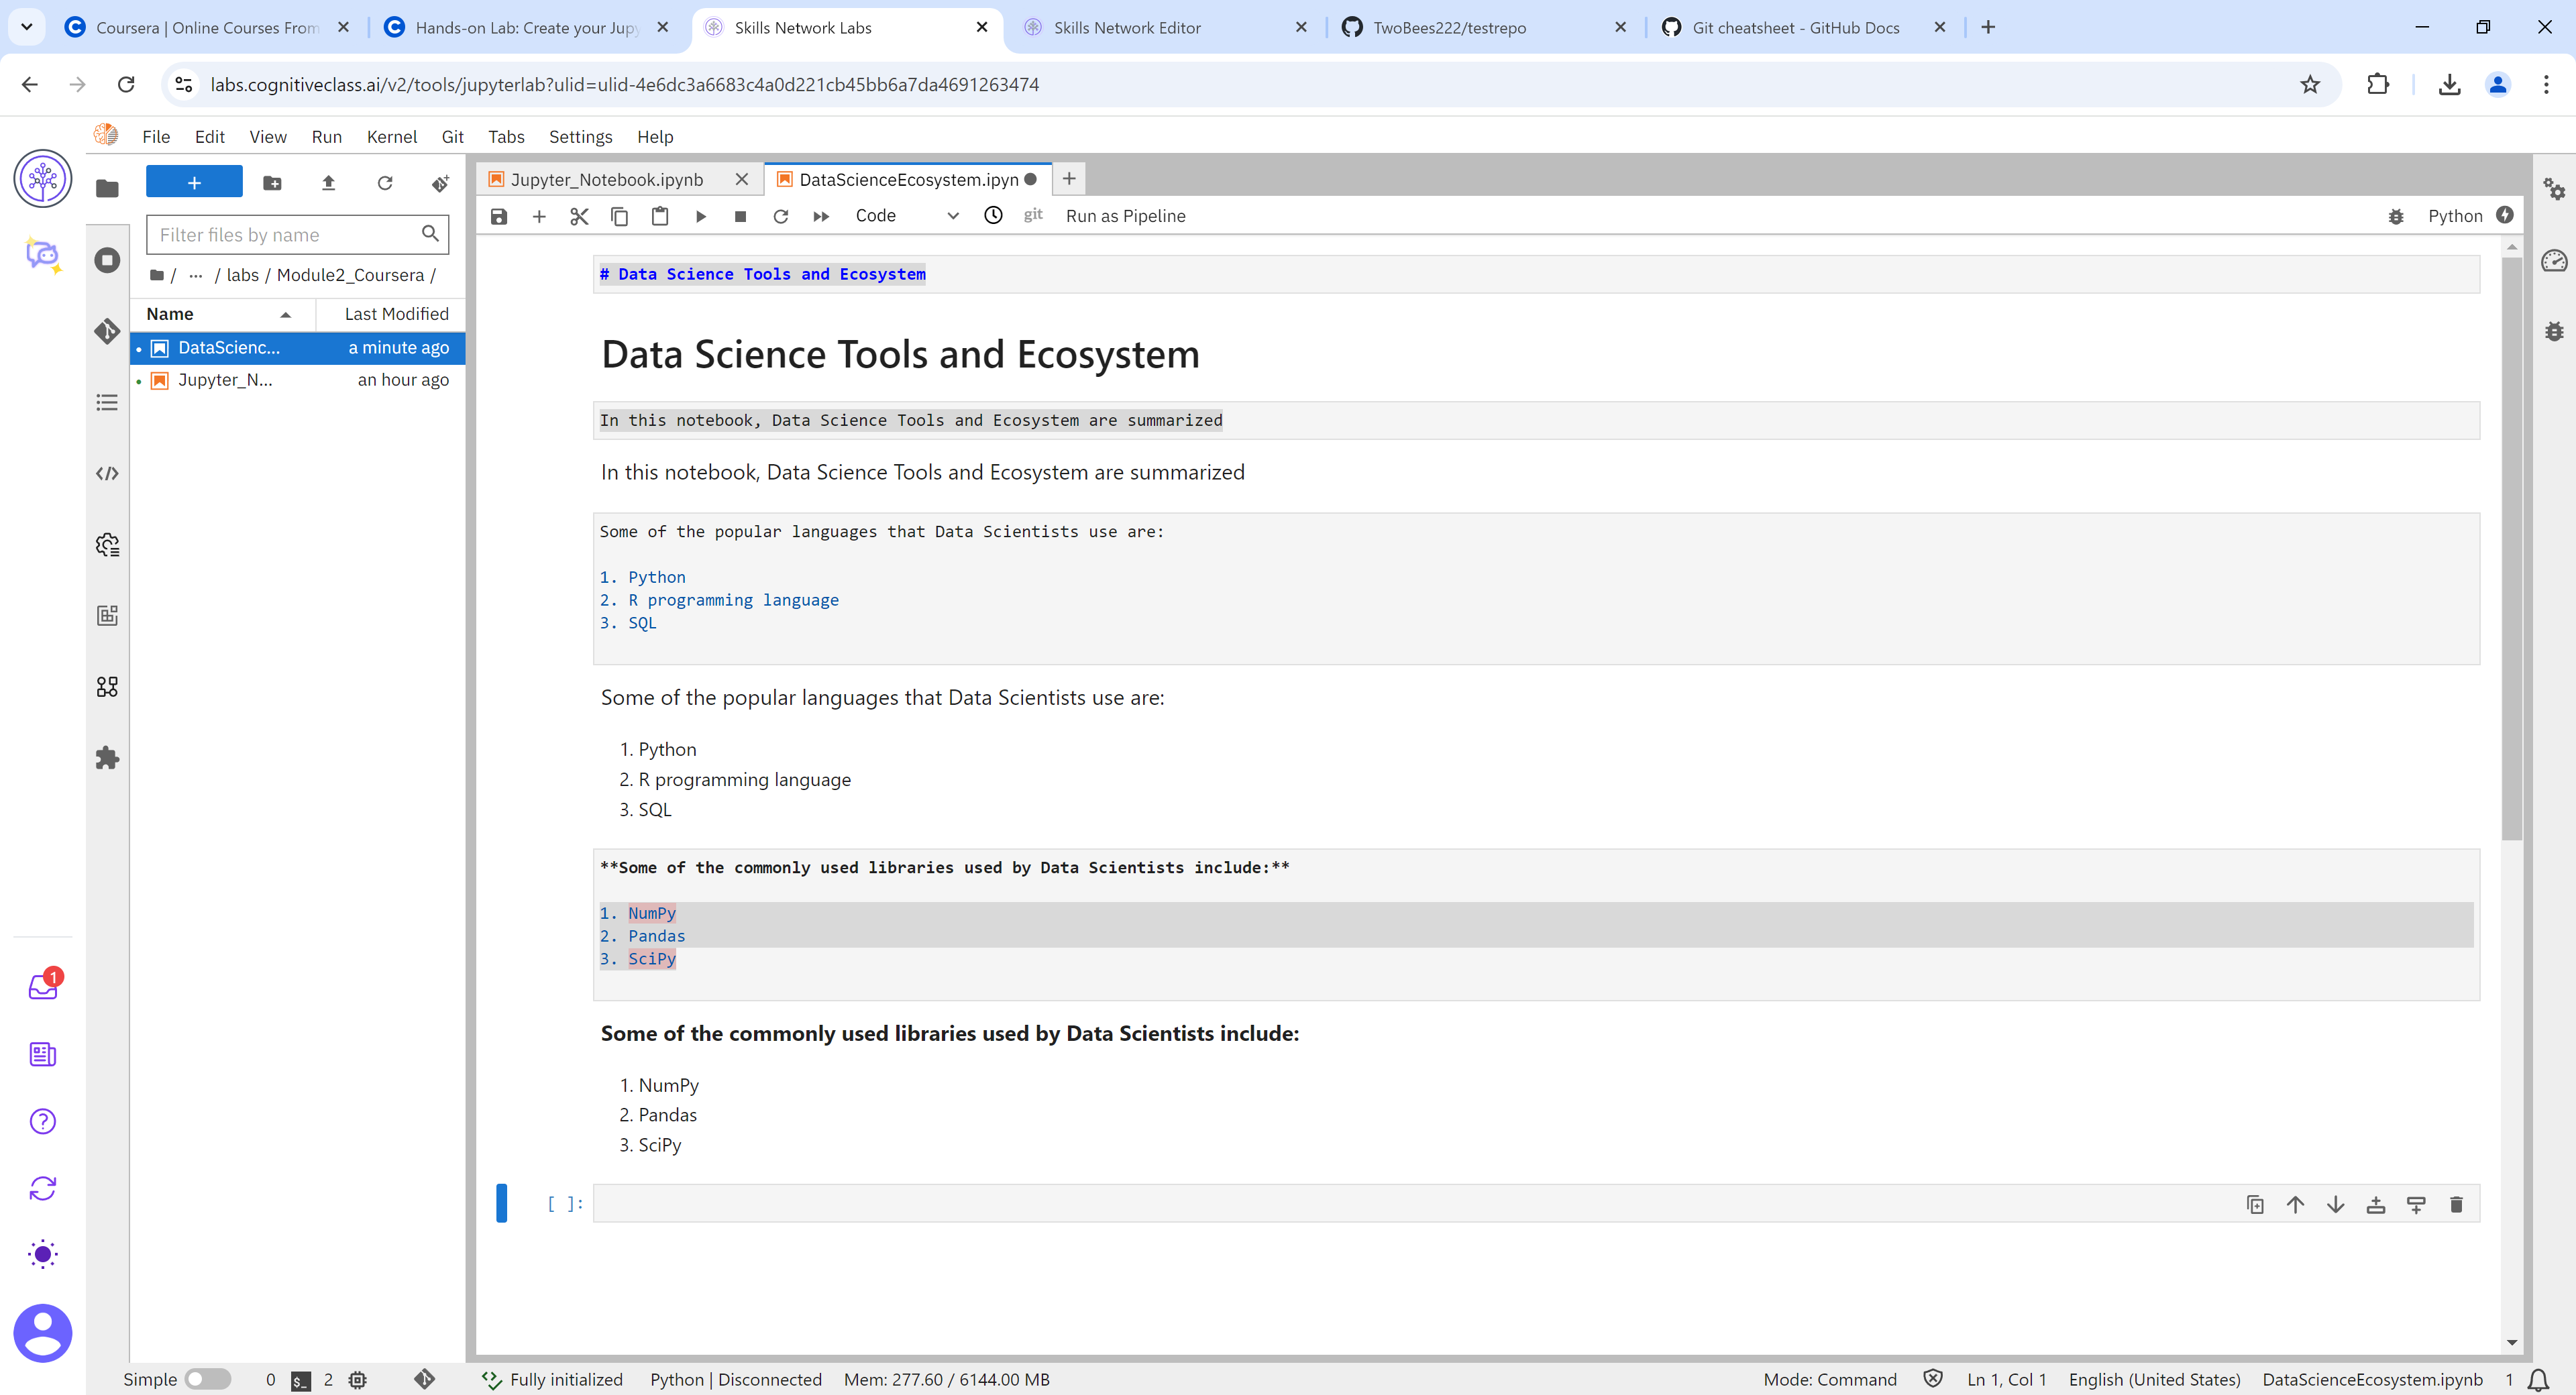 Coursera | Online Courses From
Hands-on Lab: Create your Jupy
Skills Network Labs
Skills Network Editor
TwoBees222/testrepo
Git cheatsheet - GitHub Docs
labs.cognitiveclass.ai/v2/tools/jupyterlab?ulid=ulid-4e6dc3a6683c4a0d221cb45bb6a7da4691263474
File Edit View Run Kernel Git Tabs Settings Help
Filter files by name
/ ... / labs / Module2_Coursera /
Name Last Modified
DataScienc... a minute ago
Jupyter_N... an hour ago
Jupyter_Notebook.ipynb
DataScienceEcosystem.ipyn
Code
git
Run as Pipeline
Python
# Data Science Tools and Ecosystem
Data Science Tools and Ecosystem
In this notebook, Data Science Tools and Ecosystem are summarized
In this notebook, Data Science Tools and Ecosystem are summarized
Some of the popular languages that Data Scientists use are:
1. Python
2. R programming language
3. SQL
Some of the popular languages that Data Scientists use are:
1. Python
2. R programming language
3. SQL
**Some of the commonly used libraries used by Data Scientists include:**
1. NumPy
2. Pandas
3. SciPy
Some of the commonly used libraries used by Data Scientists include:
1. NumPy
2. Pandas
3. SciPy
[ ]:
1
Simple 0 $_ 2 Fully initialized Python | Disconnected Mem: 277.60 / 6144.00 MB Mode: Command Ln 1, Col 1 English (United States) DataScienceEcosystem.ipynb 1